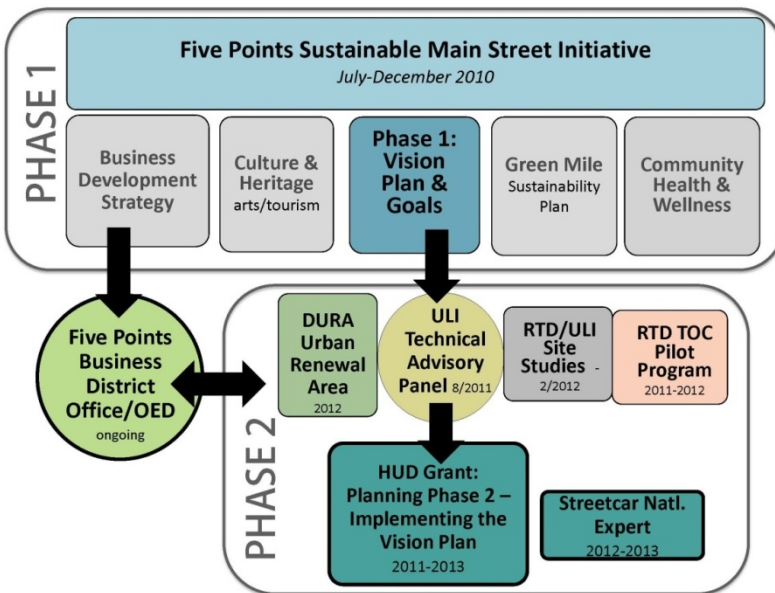 PHASE 1
Five Points Sustainable Main Street Initiative
July-December 2010
Business
Development
Strategy
Culture &
Heritage
arts/tourism
Phase 1:
Vision
Plan &
Goals
Green Mile
Sustainability
Plan
Community
Health &
Wellness
Five Points
Business
District
Office/OED
ongoing
PHASE 2
DURA
Urban
Renewal
Area
2012
ULI
Technical
Advisory
Panel 8/2011
RTD/ULI
Site
Studies -
2/2012
RTD TOC
Pilot
Program
2011-2012
HUD Grant:
Planning Phase 2 –
Implementing the
Vision Plan
2011-2013
Streetcar Natl.
Expert
2012-2013